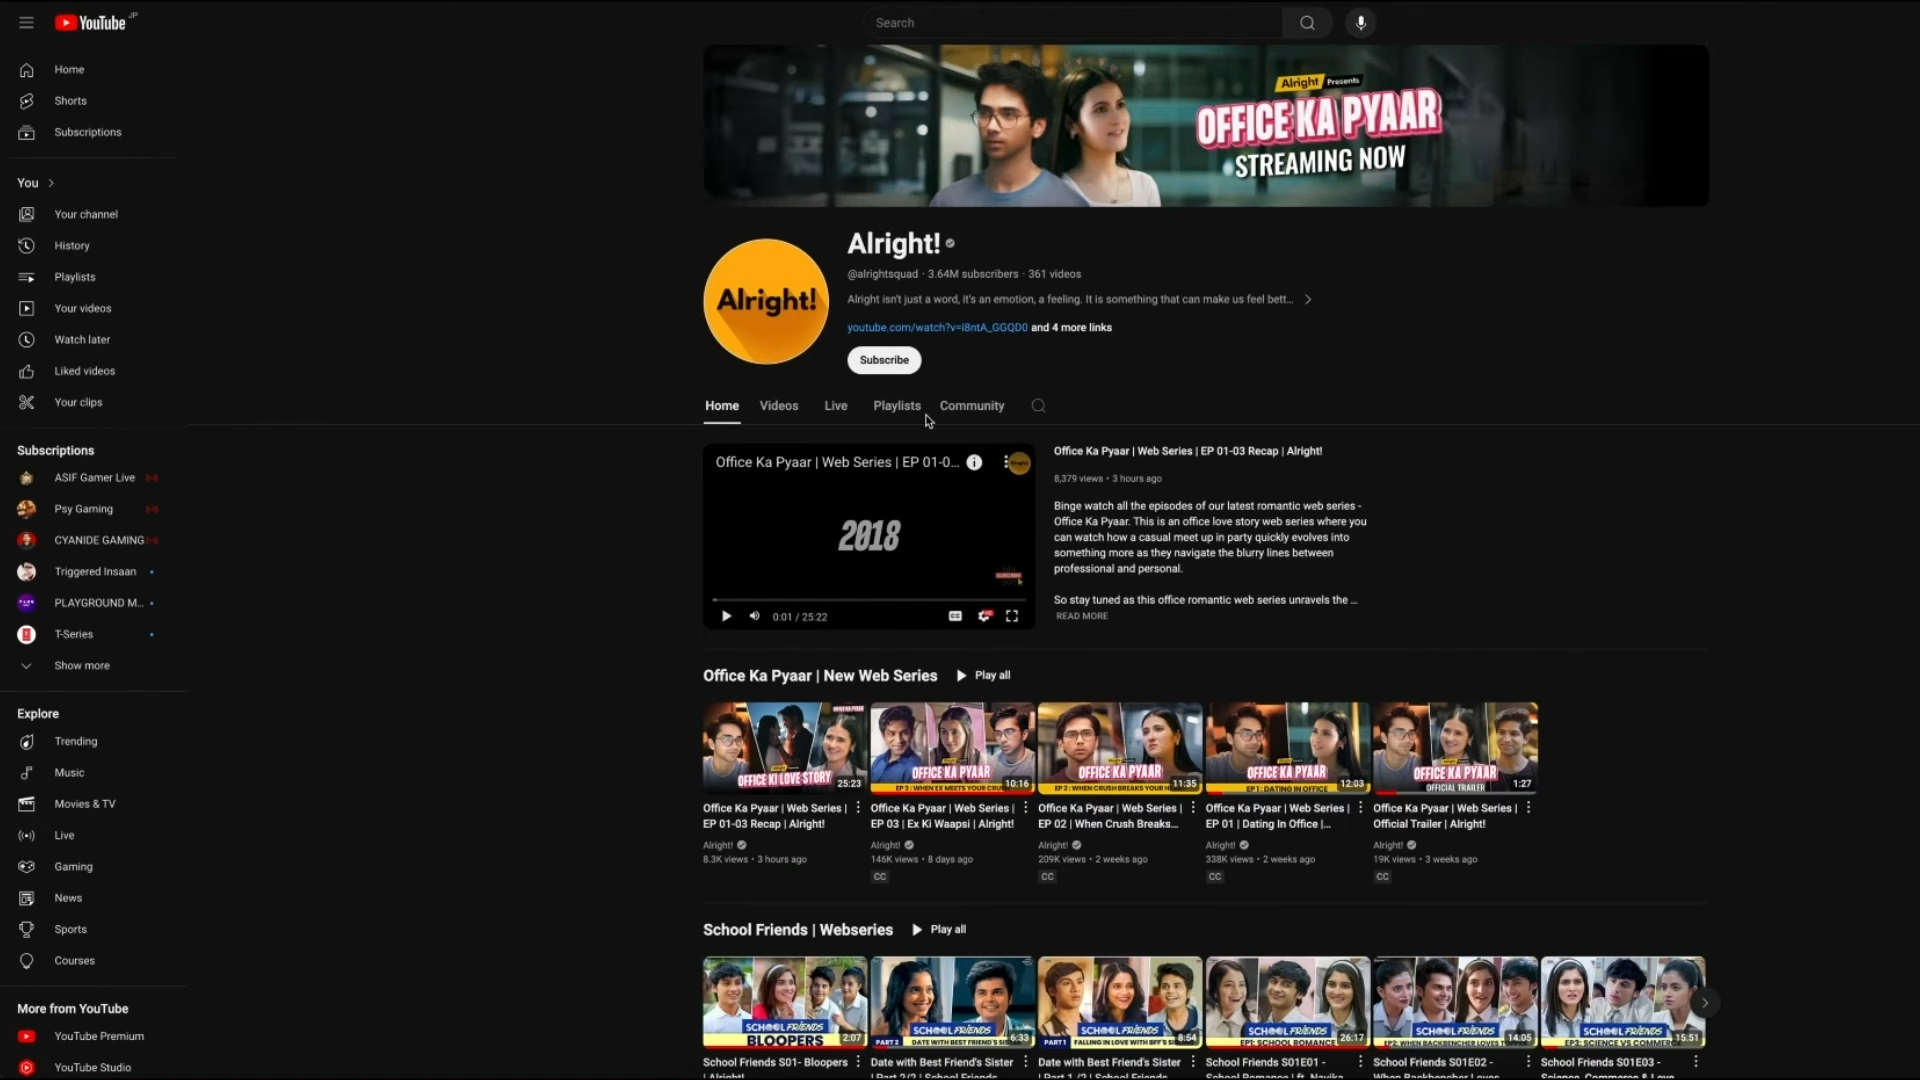 YouTube JP
Search
Home
Shorts
Subscriptions
You
Your channel
History
Playlists
Your videos
Watch later
Liked videos
Your clips
Subscriptions
ASIF Gamer Live
Psy Gaming
CYANIDE GAMING
Triggered Insaan
PLAYGROUND M...
T-Series
Show more
Explore
Trending
Music
Movies & TV
Live
Gaming
News
Sports
Courses
More from YouTube
YouTube Premium
YouTube Studio
Alright! Presents
OFFICE KA PYAAR
STREAMING NOW
Alright!
Alright!
@alrightsquad · 3.64M subscribers · 361 videos
Alright isn't just a word, it's an emotion, a feeling. It is something that can make us feel bett...
youtube.com/watch?v=i8ntA_GGQD0 and 4 more links
Subscribe
Home Videos Live Playlists Community
Office Ka Pyaar | Web Series | EP 01-0...
2018
0:01 / 25:22
Office Ka Pyaar | Web Series | EP 01-03 Recap | Alright!
8,379 views • 3 hours ago
Binge watch all the episodes of our latest romantic web series -
Office Ka Pyaar. This is an office love story web series where you
can watch how a casual meet up in party quickly evolves into
something more as they navigate the blurry lines between
professional and personal.
So stay tuned as this office romantic web series unravels the ...
READ MORE
Office Ka Pyaar | New Web Series Play all
OFFICE KI LOVE STORY
25:23
Office Ka Pyaar | Web Series |
EP 01-03 Recap | Alright!
Alright!
8.3K views • 3 hours ago
OFFICE KA PYAAR
EP 3 : WHEN EX MEETS YOUR CRUSH
10:16
Office Ka Pyaar | Web Series |
EP 03 | Ex Ki Waapsi | Alright!
Alright!
146K views • 8 days ago
CC
OFFICE KA PYAAR
EP 2 : WHEN CRUSH BREAKS YOUR
11:35
Office Ka Pyaar | Web Series |
EP 02 | When Crush Breaks...
Alright!
209K views • 2 weeks ago
CC
OFFICE KA PYAAR
EP 1 : DATING IN OFFICE
12:03
Office Ka Pyaar | Web Series |
EP 01 | Dating In Office |...
Alright!
338K views • 2 weeks ago
CC
OFFICE KA PYAAR
OFFICIAL TRAILER
1:27
Office Ka Pyaar | Web Series |
Official Trailer | Alright!
Alright!
19K views • 3 weeks ago
CC
School Friends | Webseries Play all
SCHOOL FRIENDS
BLOOPERS
2:07
School Friends S01- Bloopers
| Alright!
SCHOOL FRIENDS
PART 2 DATE WITH BEST FRIEND'S
6:33
Date with Best Friend's Sister
| Part 2/2 | School Friends
SCHOOL FRIENDS
PART 1 FALLING IN LOVE WITH BFF'S
8:54
Date with Best Friend's Sister
| Part 1 /2 | School Friends
SCHOOL FRIENDS
EP1: SCHOOL ROMANCE
26:17
School Friends S01E01 -
School Romance | ft. Navika
SCHOOL FRIENDS
EP2: WHEN BACKBENCHER LOVES
14:05
School Friends S01E02 -
When Backbencher Loves
SCHOOL FRIENDS
EP3: SCIENCE VS COMMERCE
15:51
School Friends S01E03 -
Science, Commerce & Love